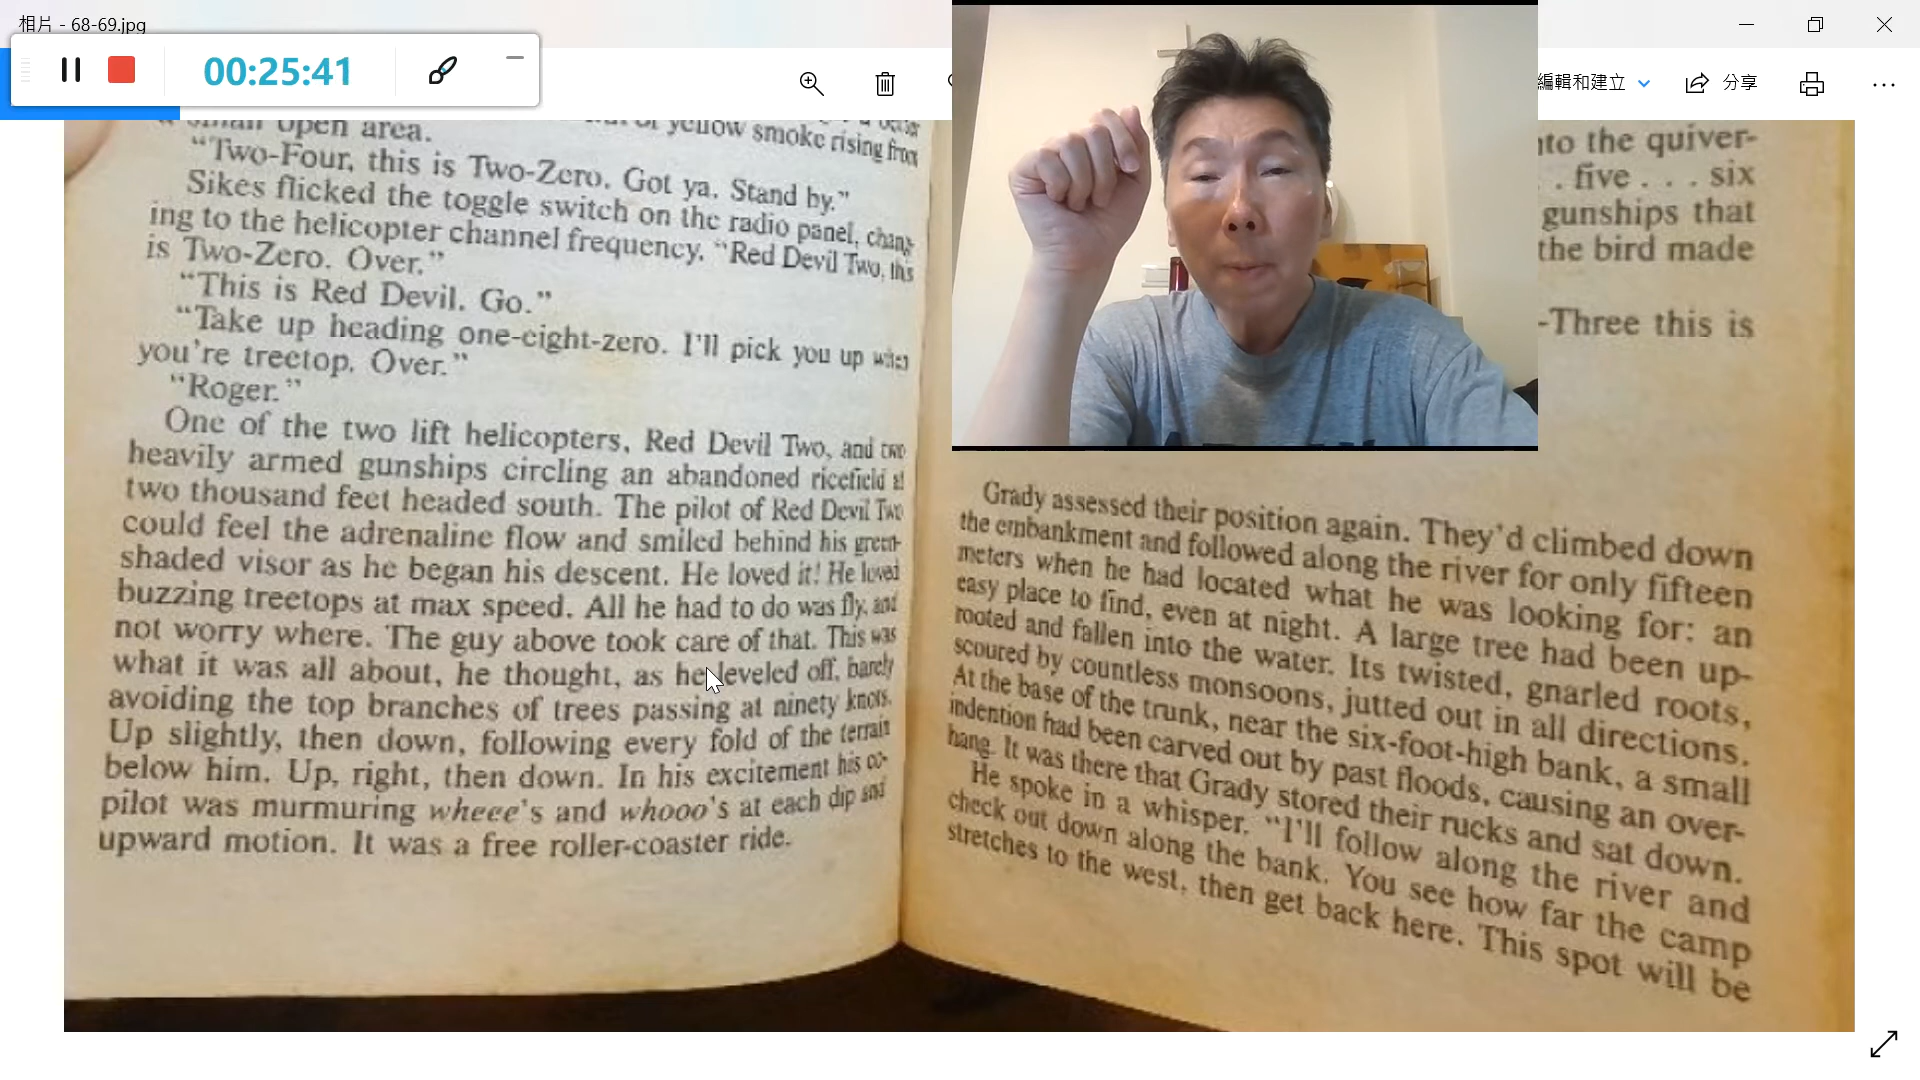 相片 - 68-69.jpg
00:25:41
編輯和建立
分享
small open area.
of yellow smoke rising from
“Two-Four, this is Two-Zero. Got ya. Stand by.”
Sikes flicked the toggle switch on the radio panel, chang-
ing to the helicopter channel frequency. “Red Devil Two, this
is Two-Zero. Over.”
“This is Red Devil. Go.”
“Take up heading one-eight-zero. I’ll pick you up when
you’re treetop. Over.”
“Roger.”
One of the two lift helicopters, Red Devil Two, and two
heavily armed gunships circling an abandoned ricefield at
two thousand feet headed south. The pilot of Red Devil Two
could feel the adrenaline flow and smiled behind his green-
shaded visor as he began his descent. He loved it! He loved
buzzing treetops at max speed. All he had to do was fly, and
not worry where. The guy above took care of that. This was
what it was all about, he thought, as he leveled off, barely
avoiding the top branches of trees passing at ninety knots.
Up slightly, then down, following every fold of the terrain
below him. Up, right, then down. In his excitement his co-
pilot was murmuring wheee’s and whooo’s at each dip and
upward motion. It was a free roller-coaster ride.
nto the quiver-
. five . . . six
gunships that
the bird made
-Three this is
Grady assessed their position again. They’d climbed down
the embankment and followed along the river for only fifteen
meters when he had located what he was looking for: an
easy place to find, even at night. A large tree had been up-
rooted and fallen into the water. Its twisted, gnarled roots,
scoured by countless monsoons, jutted out in all directions.
At the base of the trunk, near the six-foot-high bank, a small
indention had been carved out by past floods, causing an over-
hang. It was there that Grady stored their rucks and sat down.
He spoke in a whisper. “I’ll follow along the river and
check out down along the bank. You see how far the camp
stretches to the west, then get back here. This spot will be